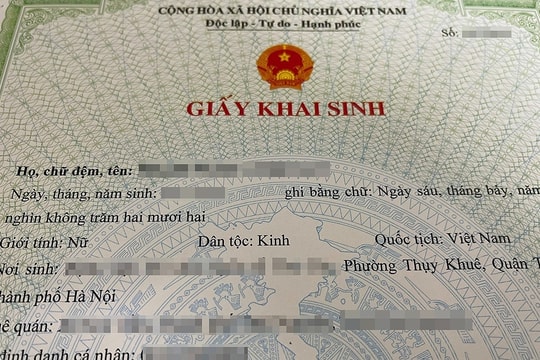 CỘNG HÒA XÃ HỘI CHỦ NGHĨA VIỆT NAM
Độc lập - Tự do - Hạnh phúc
Số:
GIẤY KHAI SINH
Họ, chữ đệm, tên:
Ngày, tháng, năm sinh: ghi bằng chữ: Ngày sáu, tháng bảy, năm
nghìn không trăm hai mươi hai
Giới tính: Nữ Dân tộc: Kinh Quốc tịch: Việt Nam
Nơi sinh: Phường Thụy Khuê, Quận T
hành phố Hà Nội
ê quán:
định danh cá nhân: